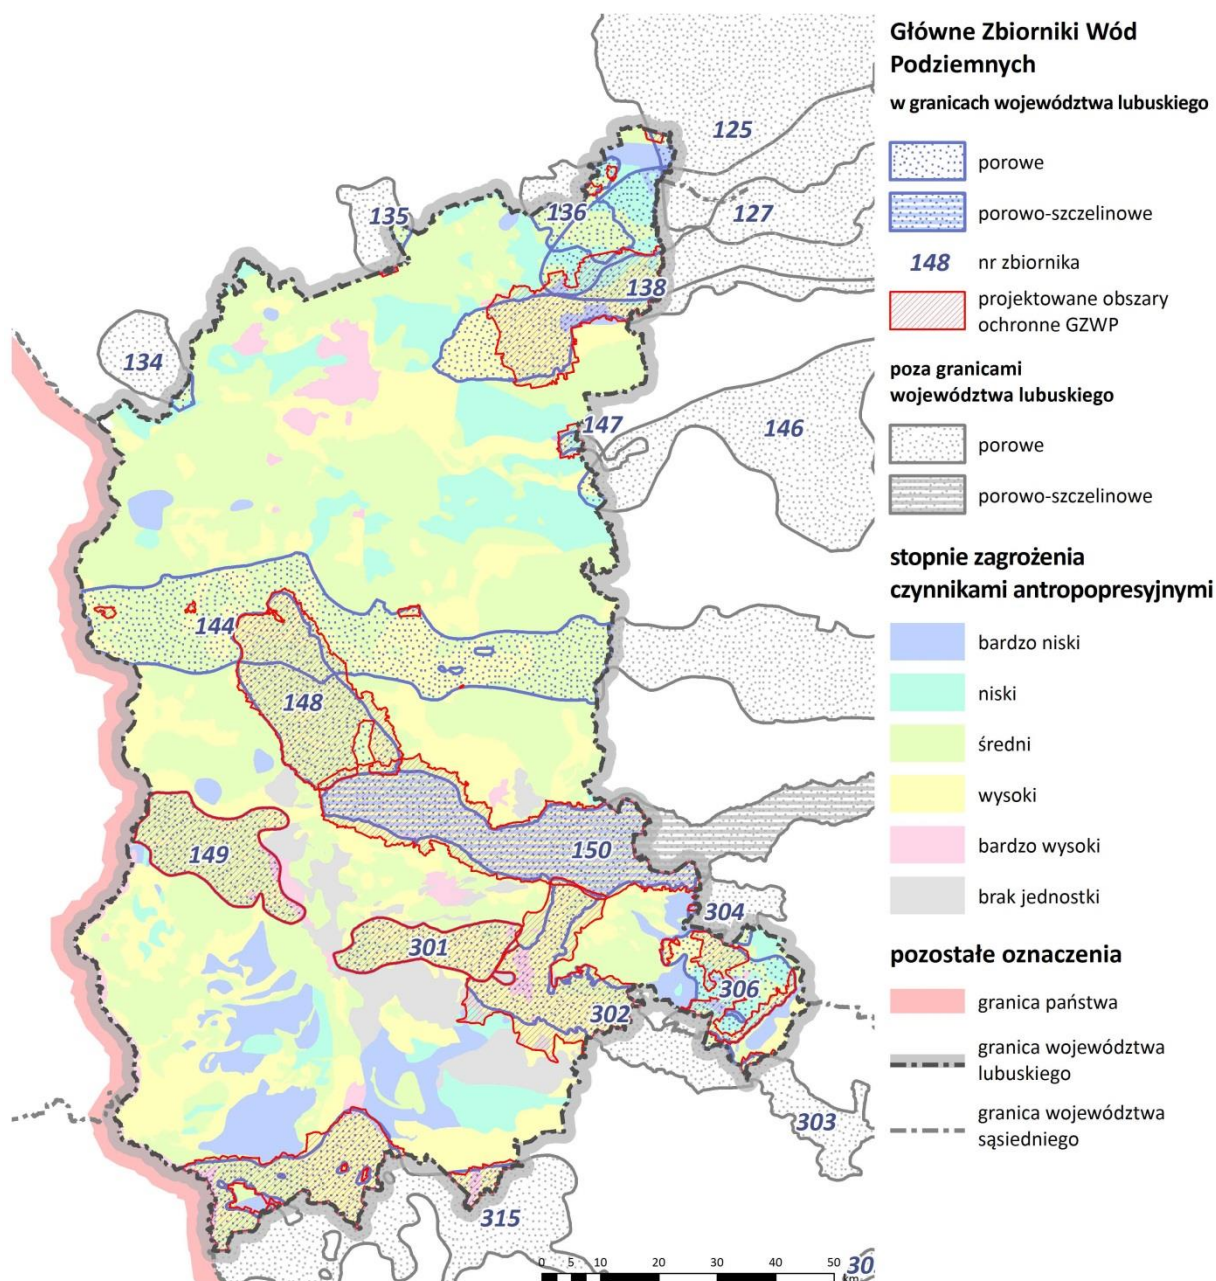 125
135
136
127
138
134
147
146
144
148
149
150
304
301
306
302
303
315
0 5 10 20 30 40 50
km
Główne Zbiorniki Wód
Podziemnych
w granicach województwa lubuskiego
porowe
porowo-szczelinowe
148 nr zbiornika
projektowane obszary
ochronne GZWP
poza granicami
województwa lubuskiego
porowe
porowo-szczelinowe
stopnie zagrożenia
czynnikami antropopresyjnymi
bardzo niski
niski
średni
wysoki
bardzo wysoki
brak jednostki
pozostałe oznaczenia
granica państwa
granica województwa
lubuskiego
granica województwa
sąsiedniego